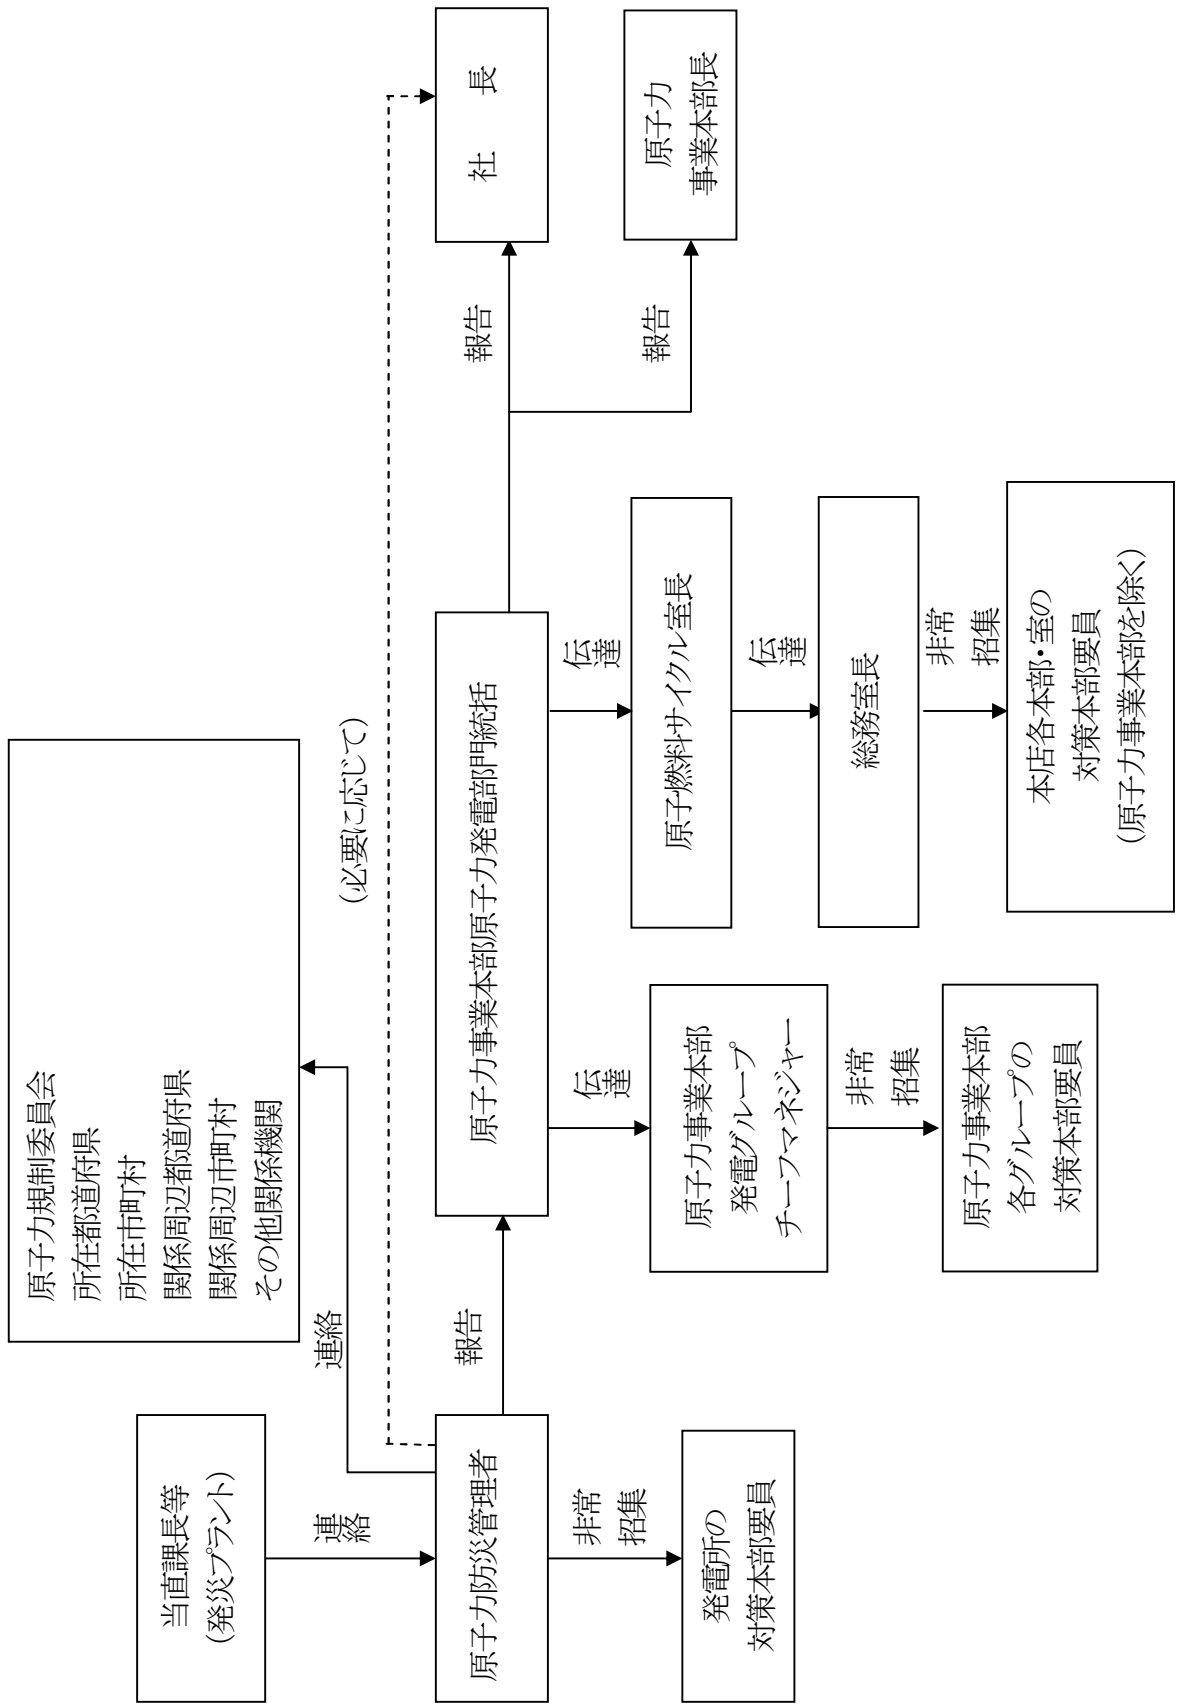 当直課長等
(発災プラント)
連絡
原子力防災管理者
非常
招集
発電所の
対策本部要員
連絡
原子力規制委員会
所在都道府県
所在市町村
関係周辺都道府県
関係周辺市町村
その他関係機関
(必要に応じて)
報告
原子力事業本部原子力発電部門統括
伝達
原子力事業本部
発電グループ
チーフマネジャー
非常
招集
原子力事業本部
各グループの
対策本部要員
伝達
原子燃料サイクル室長
伝達
総務室長
非常
招集
本店各本部・室の
対策本部要員
(原子力事業本部を除く)
報告
社　長
報告
原子力
事業本部長